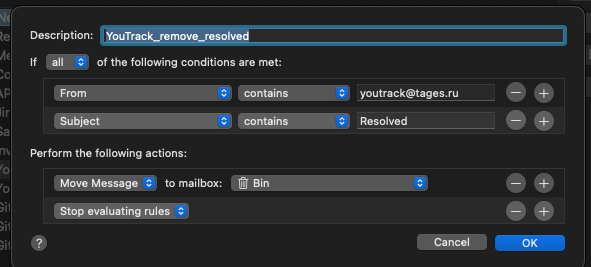 Description: YouTrack_remove_resolved
If all of the following conditions are met:
From contains youtrack@tages.ru
Subject contains Resolved
Perform the following actions:
Move Message to mailbox: Bin
Stop evaluating rules
? Cancel OK